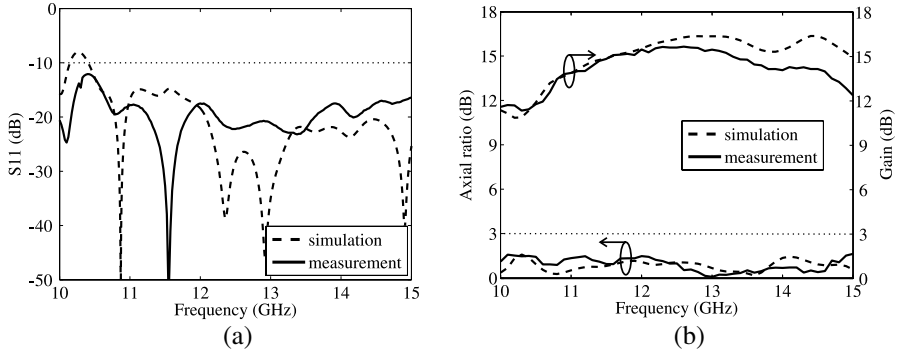 0
-10
-20
-30
-40
-50
S11 (dB)
simulation
measurement
10 11 12 13 14 15
Frequency (GHz)
(a)
18
15
12
9
6
3
0
Axial ratio (dB)
simulation
measurement
18
15
12
9
6
3
0
Gain (dB)
10 11 12 13 14 15
Frequency (GHz)
(b)